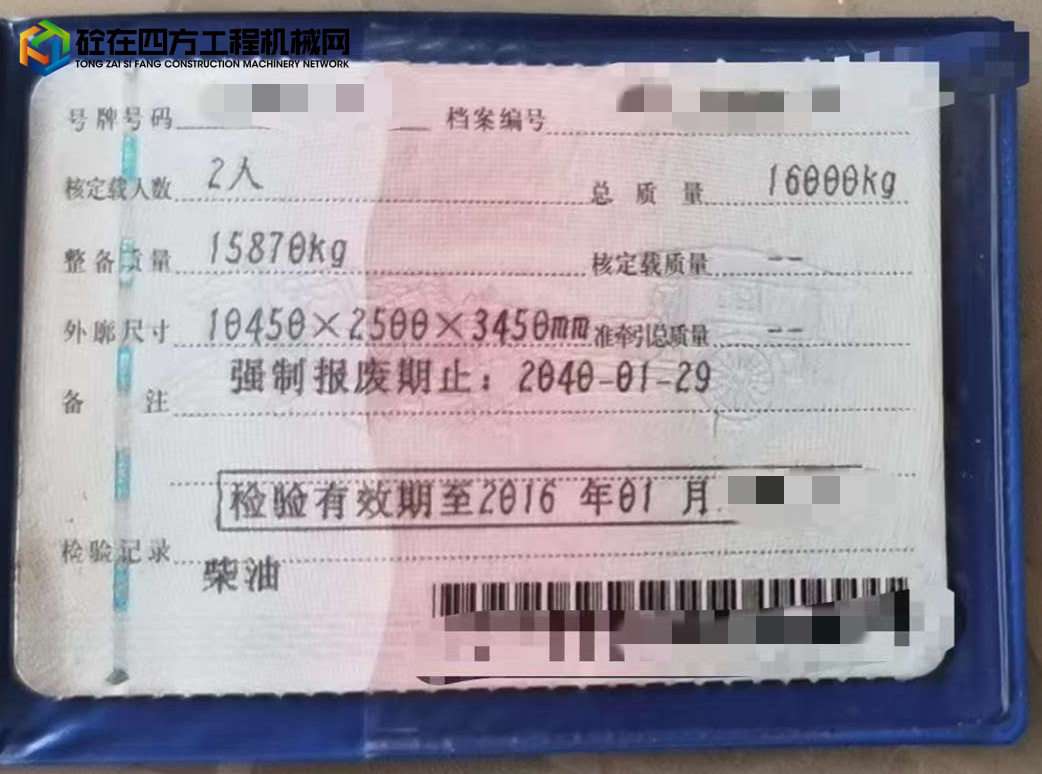 砼在四方工程机械网
TONG ZAI SI FANG CONSTRUCTION MACHINERY NETWORK
号牌号码 档案编号
核定载人数 2人 总质量 16000kg
整备质量 15870kg 核定载质量 --
外廓尺寸 10450×2500×3450mm 准牵引总质量 --
备注 强制报废期止：2040-01-29
检验有效期至2016年01月
检验记录
柴油